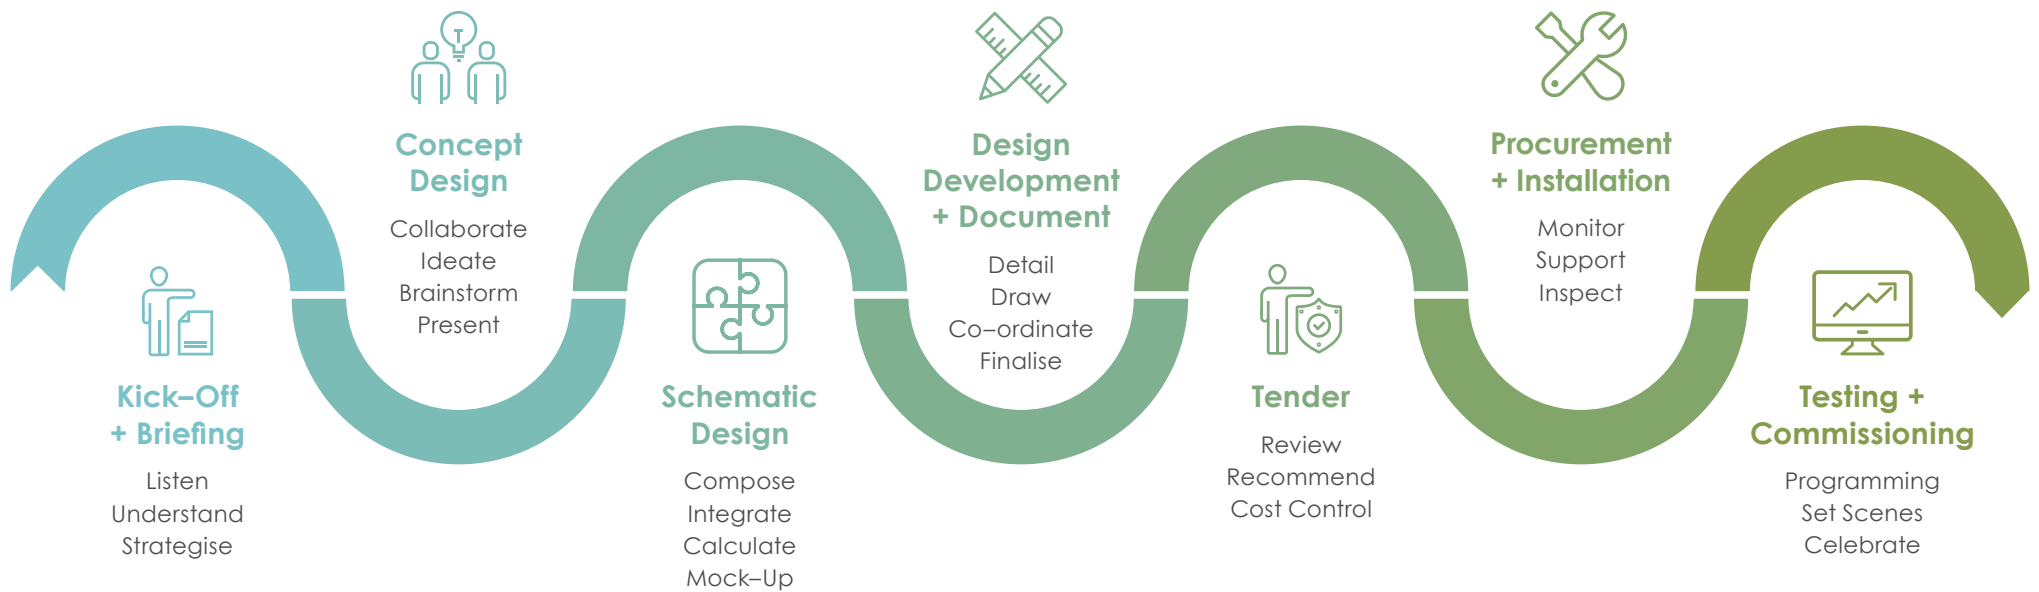 Kick–Off
+ Briefing
Listen
Understand
Strategise
Concept
Design
Collaborate
Ideate
Brainstorm
Present
Schematic
Design
Compose
Integrate
Calculate
Mock–Up
Design
Development
+ Document
Detail
Draw
Co–ordinate
Finalise
Tender
Review
Recommend
Cost Control
Procurement
+ Installation
Monitor
Support
Inspect
Testing +
Commissioning
Programming
Set Scenes
Celebrate